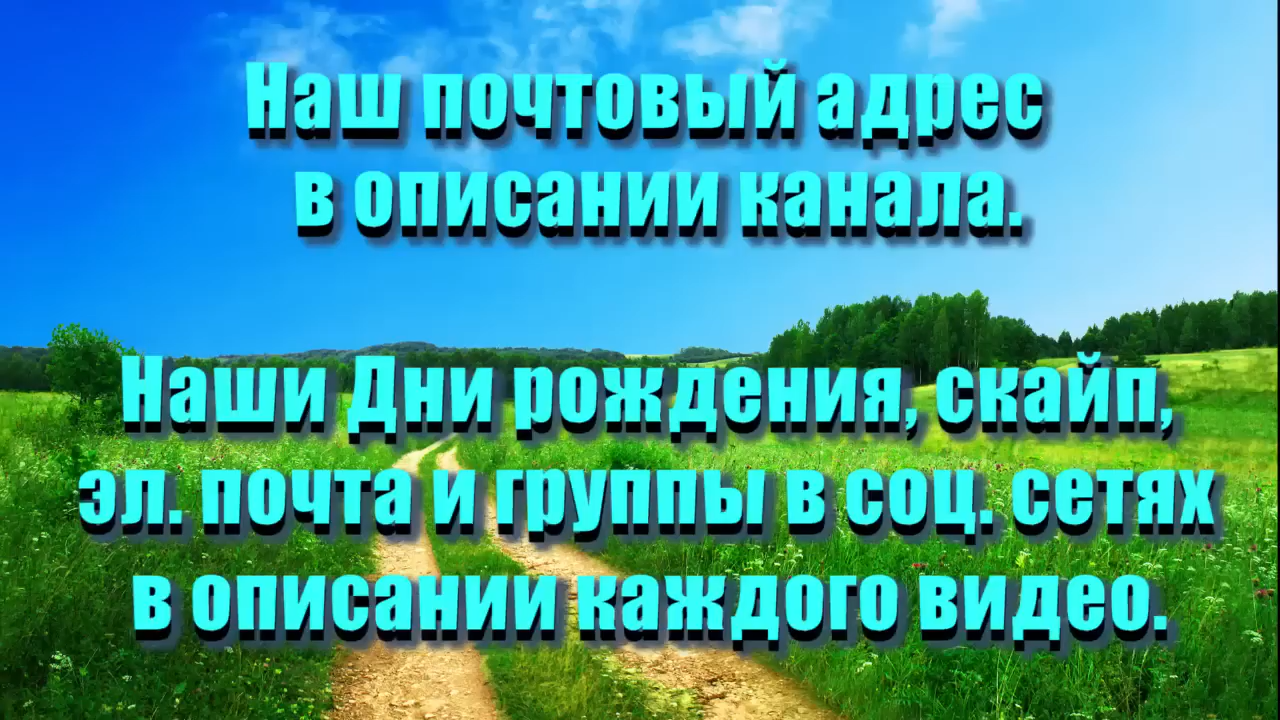 Наш почтовый адрес
в описании канала.
Наши Дни рождения, скайп,
эл. почта и группы в соц. сетях
в описании каждого видео.